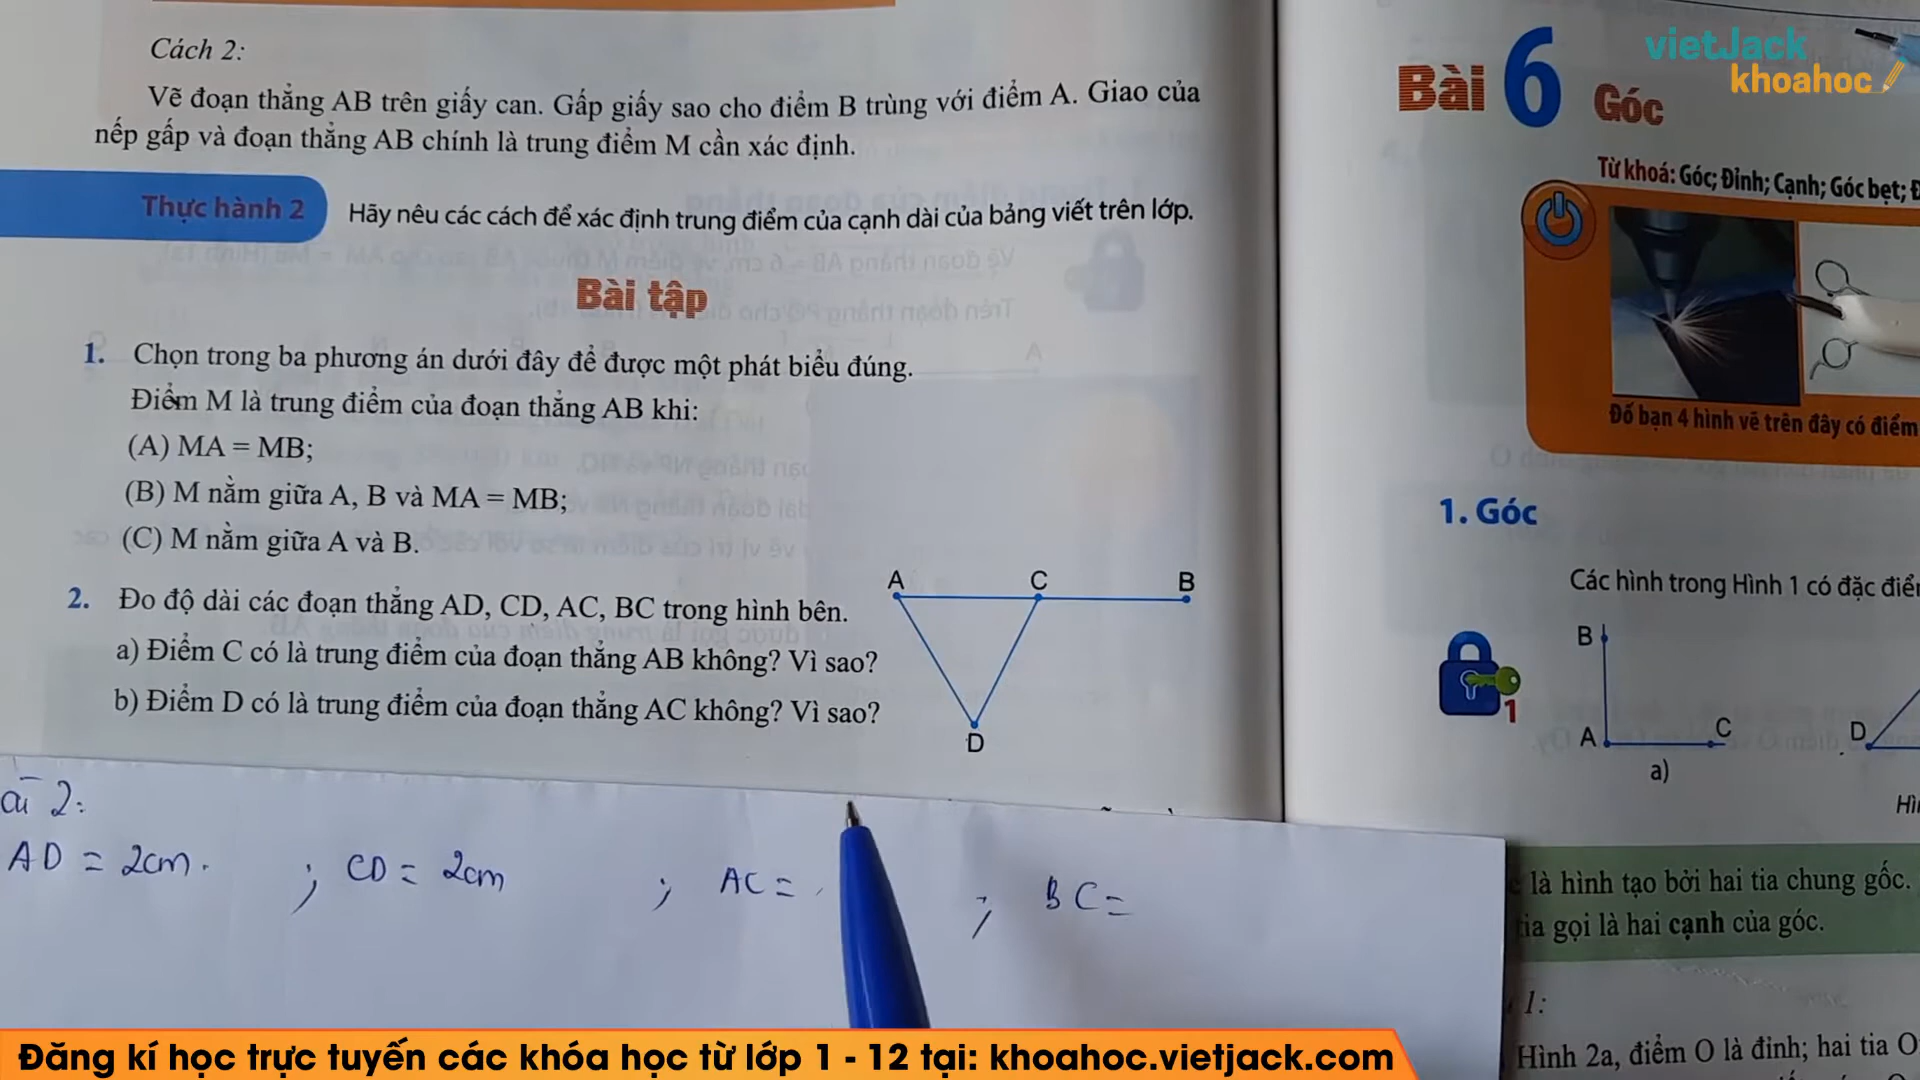 Cách 2:
Vẽ đoạn thẳng AB trên giấy can. Gấp giấy sao cho điểm B trùng với điểm A. Giao của
nếp gấp và đoạn thẳng AB chính là trung điểm M cần xác định.
Thực hành 2
Hãy nêu các cách để xác định trung điểm của cạnh dài của bảng viết trên lớp.
Bài tập
1. Chọn trong ba phương án dưới đây để được một phát biểu đúng.
Điểm M là trung điểm của đoạn thẳng AB khi:
(A) MA = MB;
(B) M nằm giữa A, B và MA = MB;
(C) M nằm giữa A và B.
2. Đo độ dài các đoạn thẳng AD, CD, AC, BC trong hình bên.
a) Điểm C có là trung điểm của đoạn thẳng AB không? Vì sao?
b) Điểm D có là trung điểm của đoạn thẳng AC không? Vì sao?
A C B
D
ai 2:
AD = 2cm. ; CD = 2cm ; AC = ; BC =
vietJack
khoahoc
Bài 6 Góc
Từ khoá: Góc; Đỉnh; Cạnh; Góc bẹt;
Đố bạn 4 hình vẽ trên đây có điểm
1. Góc
Các hình trong Hình 1 có đặc
1
B
A C D
a)
là hình tạo bởi hai tia chung gốc.
tia gọi là hai cạnh của góc.
1:
Hình 2a, điểm O là đỉnh; hai tia O
Đăng kí học trực tuyến các khóa học từ lớp 1 - 12 tại: khoahoc.vietjack.com